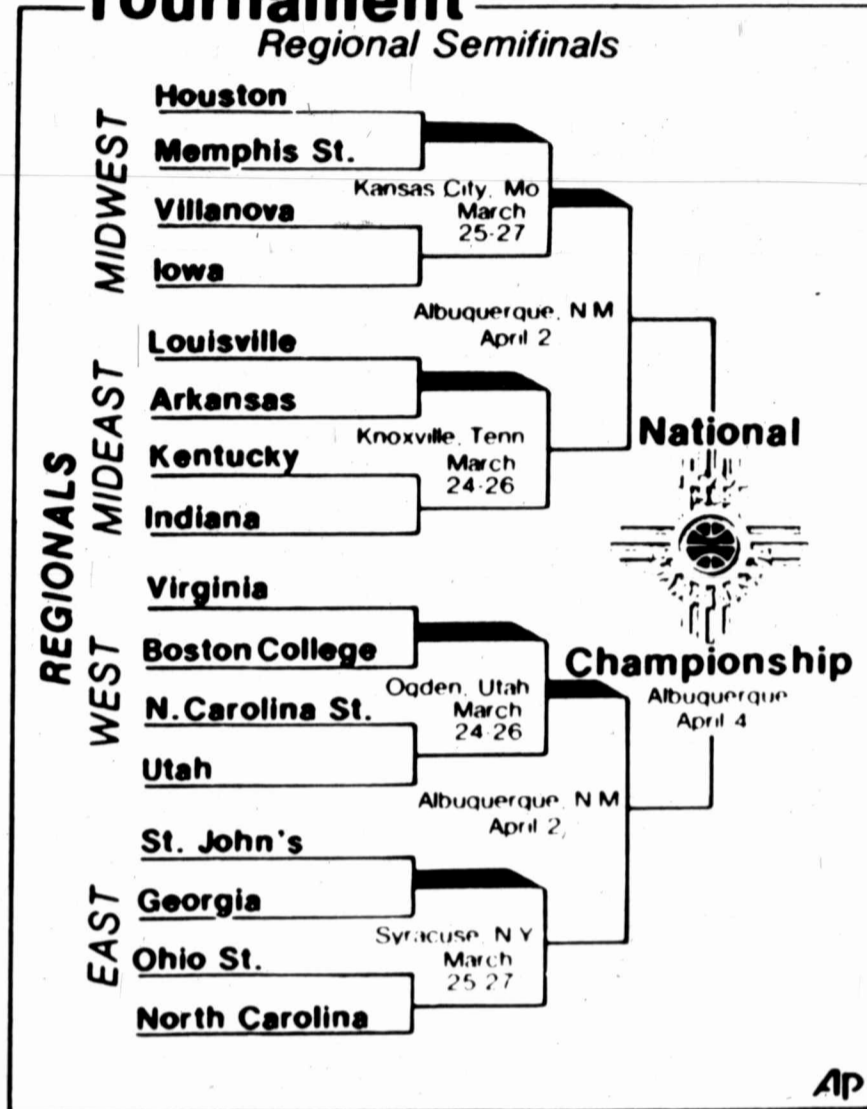 Tournament
Regional Semifinals
REGIONALS
MIDWEST
Houston
Memphis St.
Villanova
Iowa
Kansas City, Mo
March
25-27
Albuquerque, N M
April 2
MIDEAST
Louisville
Arkansas
Kentucky
Indiana
Knoxville, Tenn
March
24-26
National
Championship
Albuquerque
April 4
WEST
Virginia
Boston College
N. Carolina St.
Utah
Ogden, Utah
March
24-26
Albuquerque, N M
April 2
EAST
St. John's
Georgia
Ohio St.
North Carolina
Syracuse, N Y
March
25-27
AP